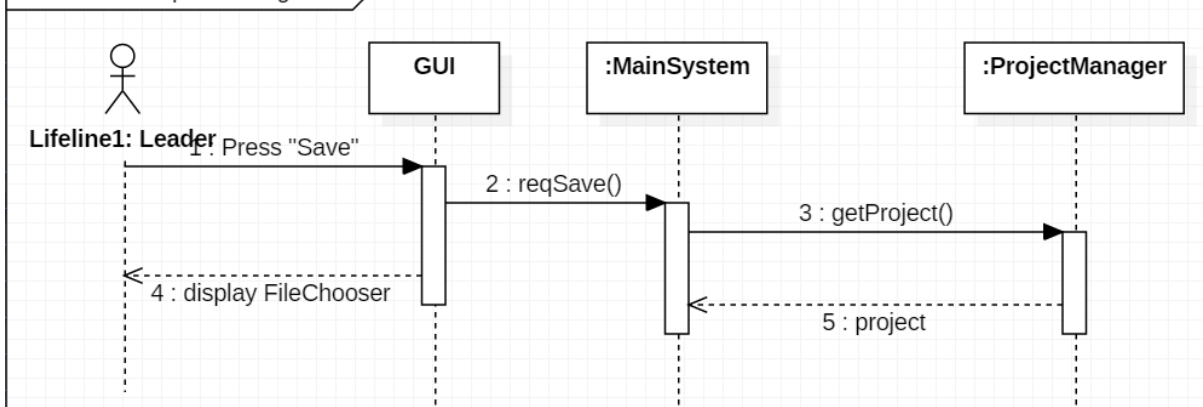 GUI
:MainSystem
:ProjectManager
Lifeline1: Leader
1 : Press "Save"
2 : reqSave()
3 : getProject()
4 : display FileChooser
5 : project